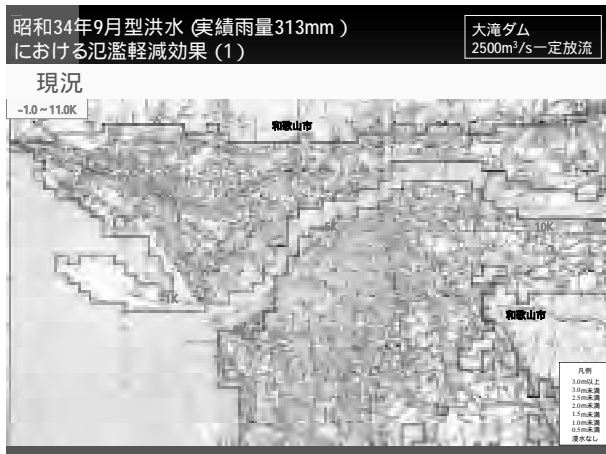 昭和34年9月型洪水(実績雨量313mm)
における氾濫軽減効果(1)
大滝ダム
2500m³/s一定放流
現況
-1.0~11.0K
和歌山市
5K
10K
-1K
和歌山市
凡例
3.0m以上
3.0m未満
2.5m未満
2.0m未満
1.5m未満
1.0m未満
0.5m未満
浸水なし